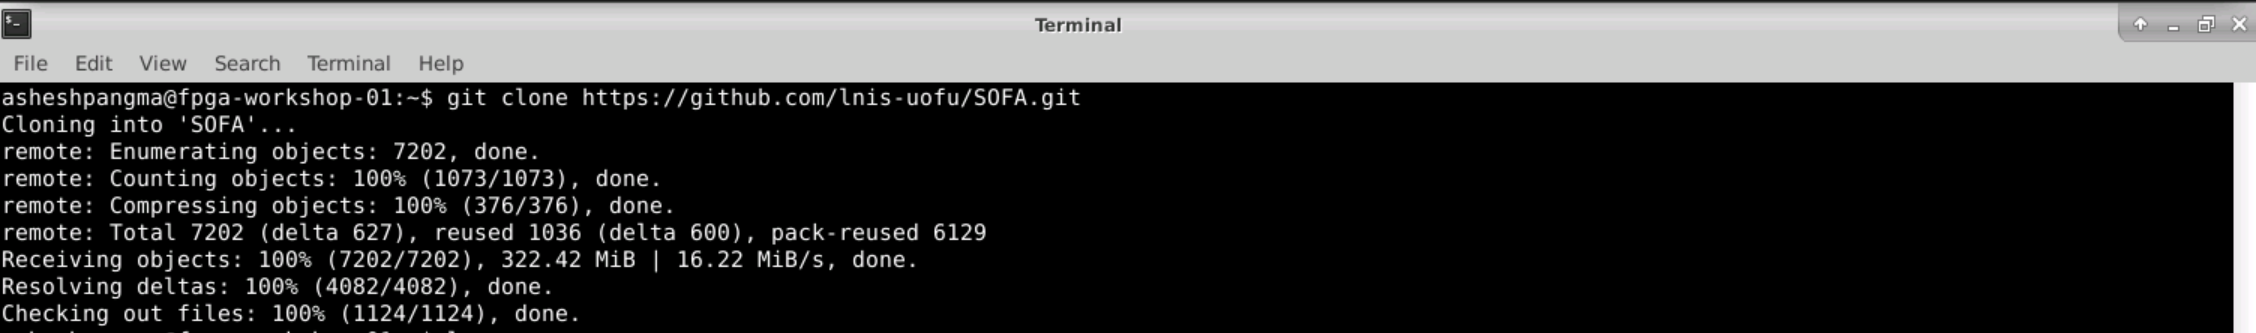 Terminal
File Edit View Search Terminal Help
asheshpangma@fpga-workshop-01:~$ git clone https://github.com/lnis-uofu/SOFA.git
Cloning into 'SOFA'...
remote: Enumerating objects: 7202, done.
remote: Counting objects: 100% (1073/1073), done.
remote: Compressing objects: 100% (376/376), done.
remote: Total 7202 (delta 627), reused 1036 (delta 600), pack-reused 6129
Receiving objects: 100% (7202/7202), 322.42 MiB | 16.22 MiB/s, done.
Resolving deltas: 100% (4082/4082), done.
Checking out files: 100% (1124/1124), done.